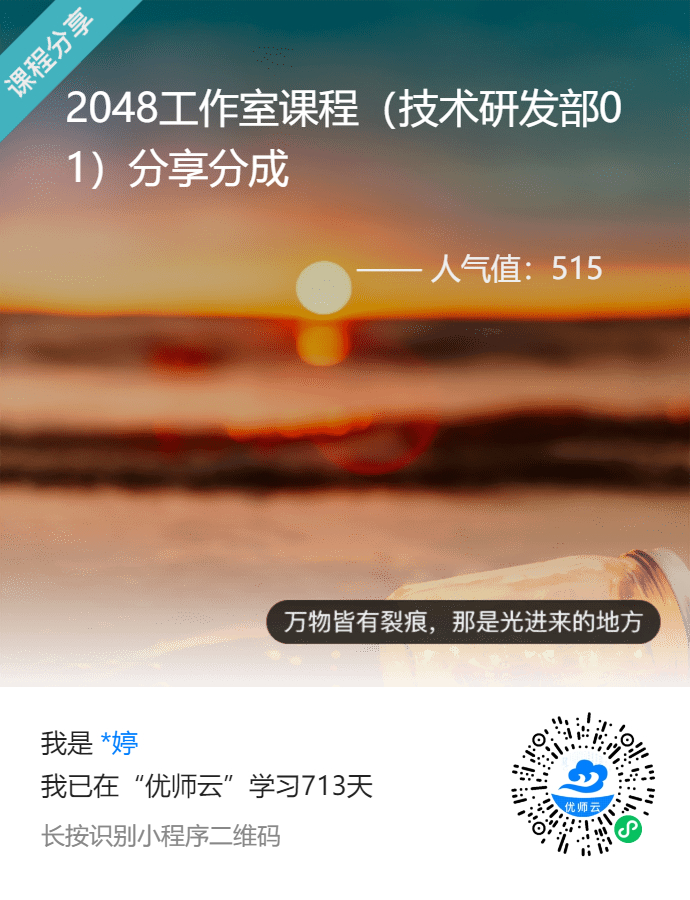 课程分享
2048工作室课程（技术研发部0
1）分享分成
—— 人气值：515
万物皆有裂痕，那是光进来的地方
我是 *婷
我已在“优师云”学习713天
长按识别小程序二维码
优师云